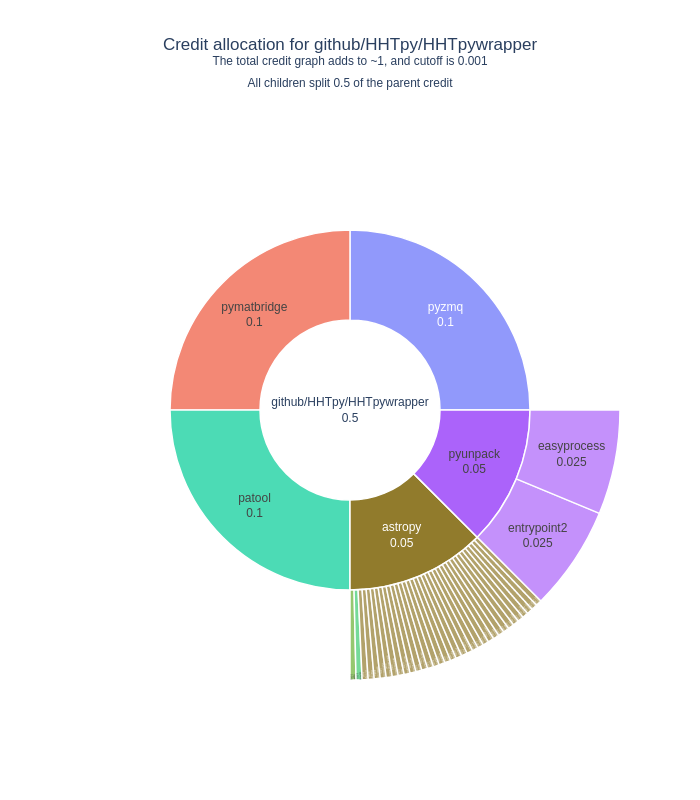 Credit allocation for github/HHTpy/HHTpywrapper
The total credit graph adds to ~1, and cutoff is 0.001
All children split 0.5 of the parent credit
pymatbridge
0.1
pyzmq
0.1
github/HHTpy/HHTpywrapper
0.5
easyprocess
0.025
pyunpack
0.05
patool
0.1
astropy
0.05
entrypoint2
0.025